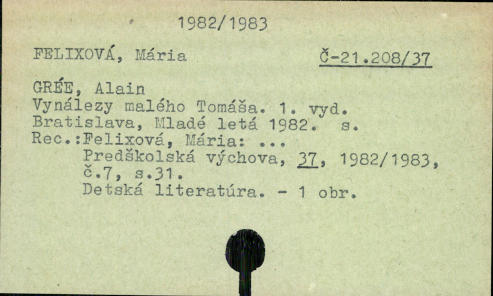 1982/1983
FELIXOVÁ, Mária Č-21.208/37
GRÉE, Alain
Vynálezy malého Tomáša. 1. vyd.
Bratislava, Mladé letá 1982. s.
Rec.:Felixová, Mária: ...
Predškolská výchova, 37, 1982/1983,
č.7, s.31.
Detská literatúra. - 1 obr.